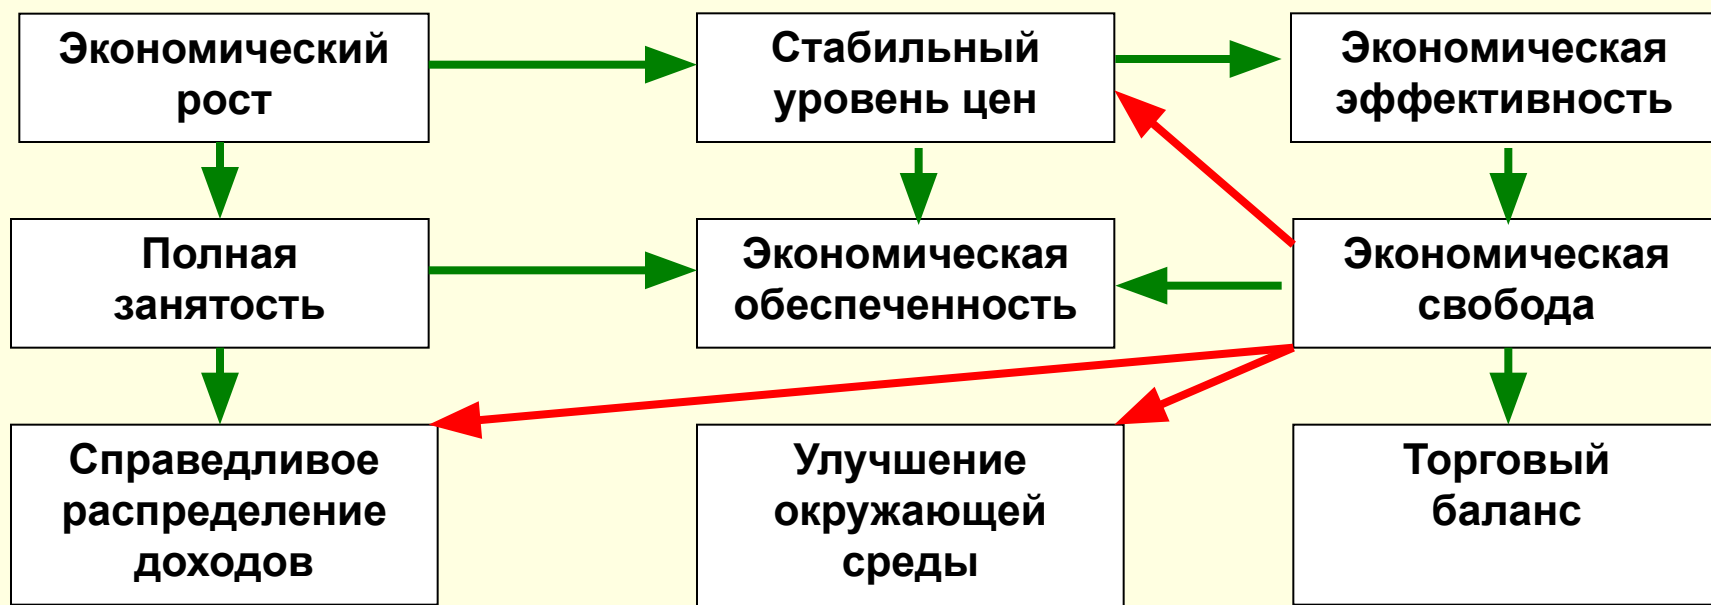 Экономический
рост
Стабильный
уровень цен
Экономическая
эффективность
Полная
занятость
Экономическая
обеспеченность
Экономическая
свобода
Справедливое
распределение
доходов
Улучшение
окружающей
среды
Торговый
баланс